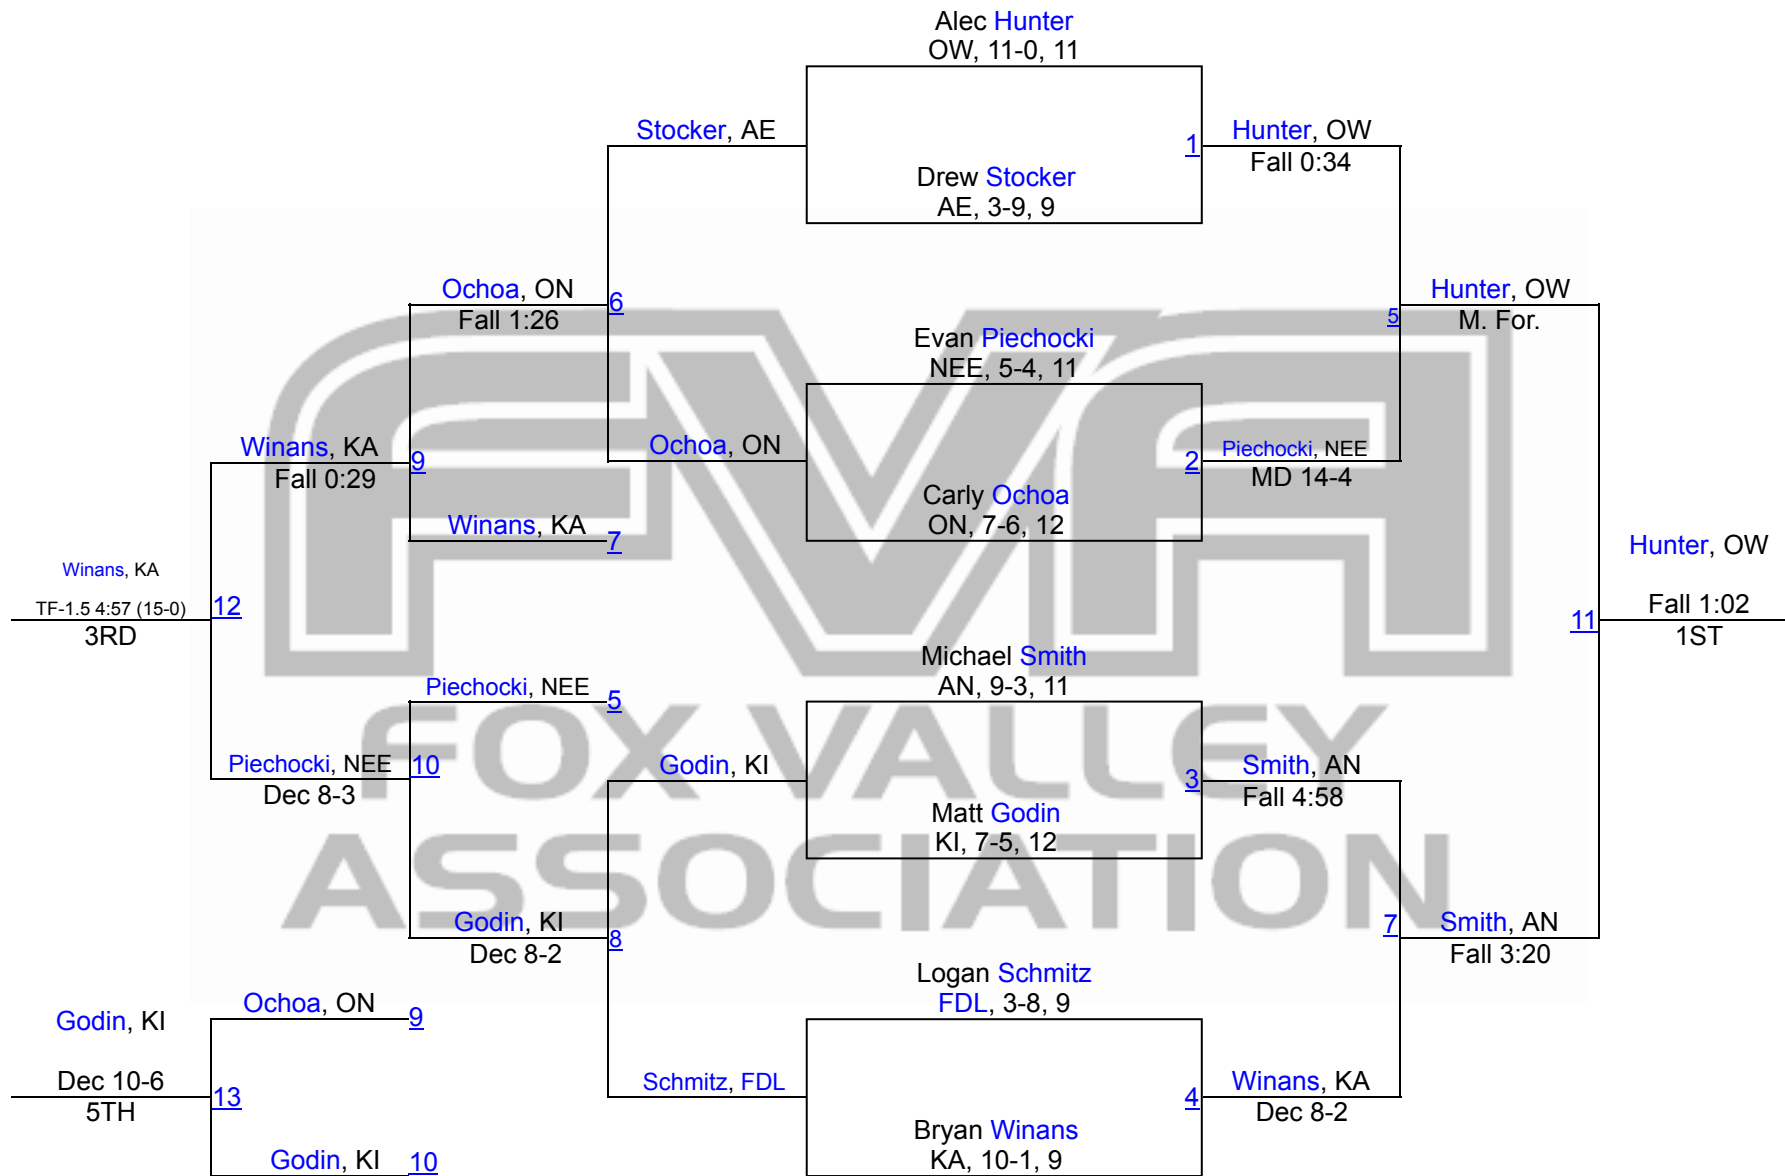 Alec Hunter
OW, 11-0, 11
Stocker, AE
1
Hunter, OW
Fall 0:34
Drew Stocker
AE, 3-9, 9
Ochoa, ON
Fall 1:26
6
Hunter, OW
M. For.
5
Evan Piechocki
NEE, 5-4, 11
Winans, KA
Fall 0:29
9
Ochoa, ON
2
Piechocki, NEE
MD 14-4
Carly Ochoa
ON, 7-6, 12
Winans, KA
7
Winans, KA
TF-1.5 4:57 (15-0)
3RD
12
Hunter, OW
Fall 1:02
1ST
11
FVA
FOX VALLEY
ASSOCIATION
Michael Smith
AN, 9-3, 11
Piechocki, NEE
5
Piechocki, NEE
Dec 8-3
10
Godin, KI
3
Smith, AN
Fall 4:58
Matt Godin
KI, 7-5, 12
Godin, KI
Dec 8-2
8
7
Smith, AN
Fall 3:20
Logan Schmitz
FDL, 3-8, 9
Ochoa, ON
9
Godin, KI
Dec 10-6
5TH
13
Schmitz, FDL
4
Winans, KA
Dec 8-2
Bryan Winans
KA, 10-1, 9
Godin, KI
10